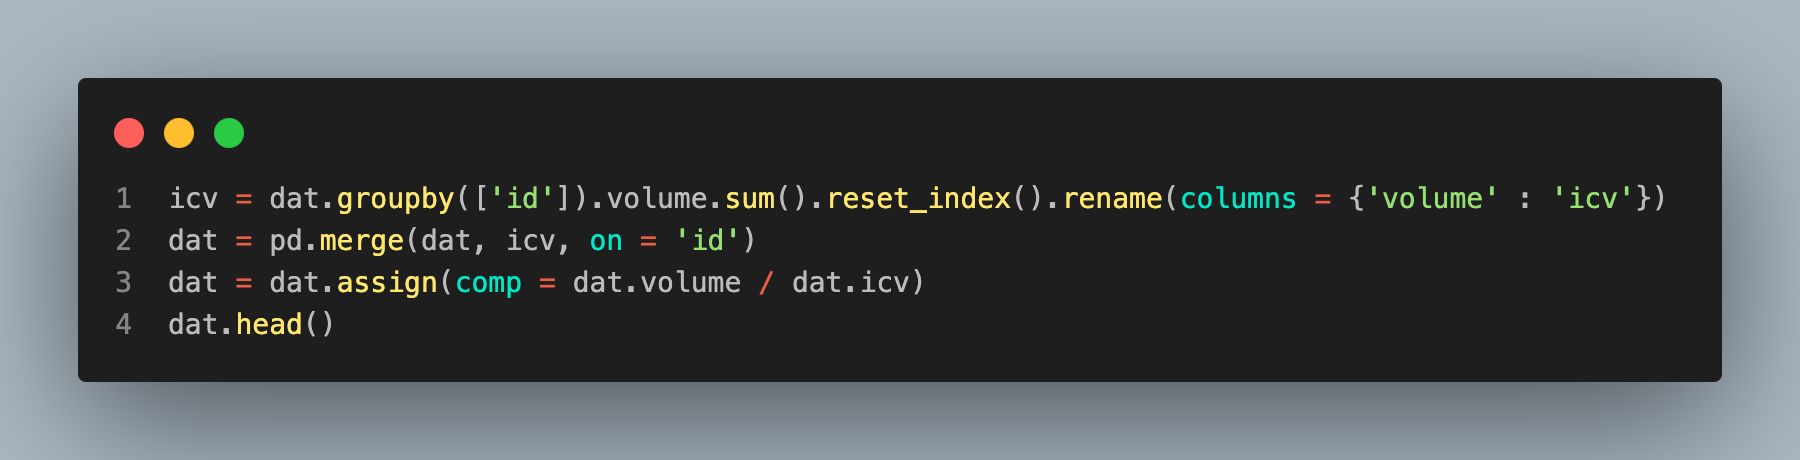 1 icv = dat.groupby(['id']).volume.sum().reset_index().rename(columns = {'volume' : 'icv'})
2 dat = pd.merge(dat, icv, on = 'id')
3 dat = dat.assign(comp = dat.volume / dat.icv)
4 dat.head()